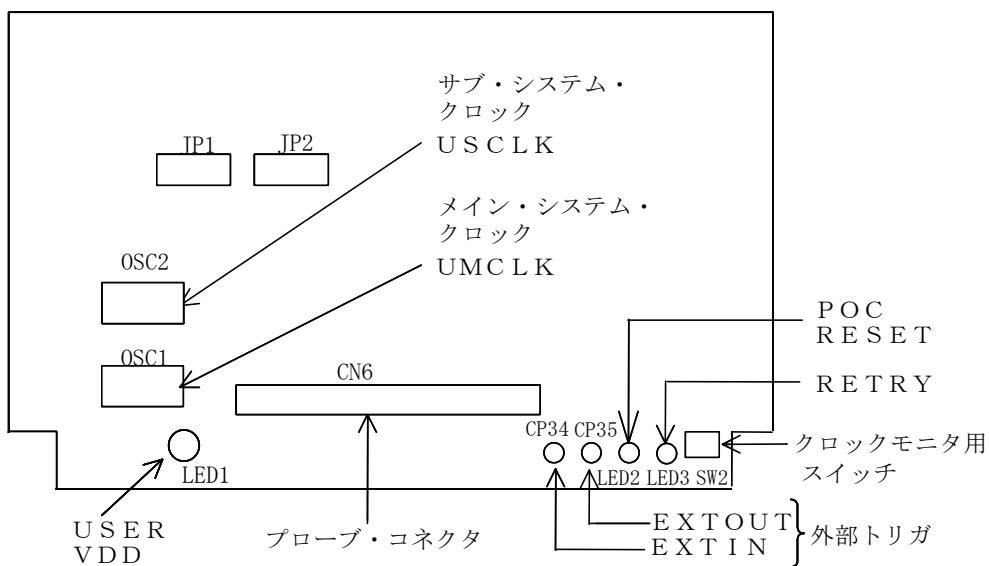 サブ・システム・
クロック
ＵＳＣＬＫ
JP1
JP2
メイン・システム・
クロック
ＵＭＣＬＫ
OSC2
OSC1
CN6
ＰＯＣ
ＲＥＳＥＴ
ＲＥＴＲＹ
CP34
CP35
クロックモニタ用
スイッチ
LED1
LED2
LED3
SW2
ＵＳＥＲ
ＶＤＤ
プローブ・コネクタ
ＥＸＴＯＵＴ
ＥＸＴＩＮ
外部トリガ